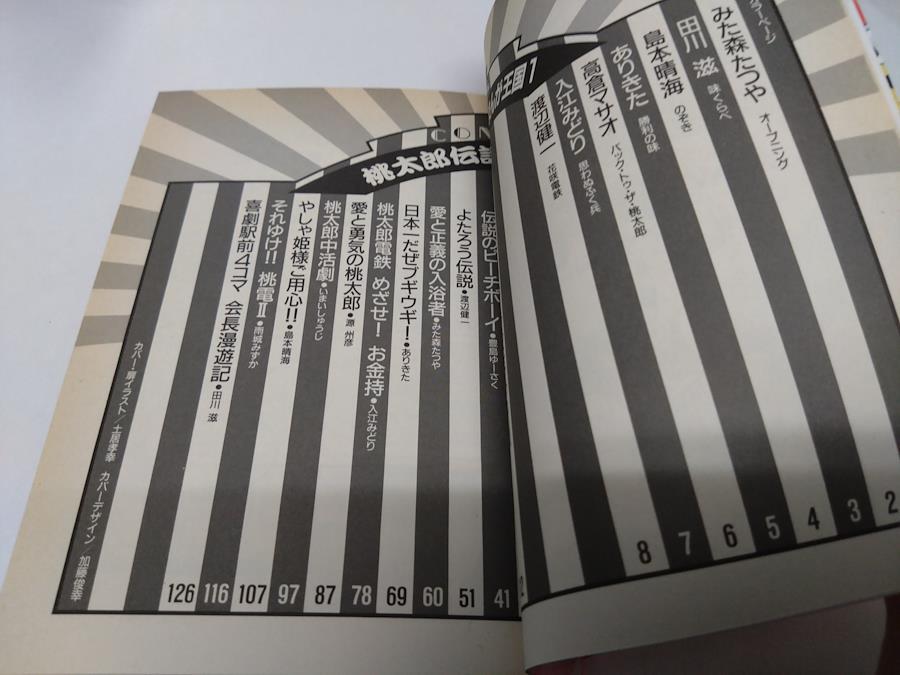 んが王国1
ラーページ
みた森たつや オープニング 2
田川 滋 味くらべ 3
島本晴海 のぞき 4
ありきた 勝利の味 5
高倉マサオ バック・トゥ・ザ・桃太郎 6
入江みどり 思わぬふく兵 7
渡辺健一 花咲電鉄 8
CON
桃太郎伝説
伝説のピーチボーイ●豊島ゆーさく 41
よたろう伝説●渡辺健一 51
愛と正義の入浴者●みた森たつや 60
日本一だぜブギウギ!●ありきた 69
桃太郎電鉄 めざせ! お金持●入江みどり 78
愛と勇気の桃太郎●源 州彦 87
桃太郎中活劇●いまいしゅうじ 97
やしゃ姫様ご用心!!●島本晴海 107
それゆけ!! 桃電Ⅱ●雨城みずか 116
喜劇駅前4コマ 会長漫遊記●田川 滋 126
カバー・扉イラスト/土居孝幸 カバーデザイン/加藤俊幸